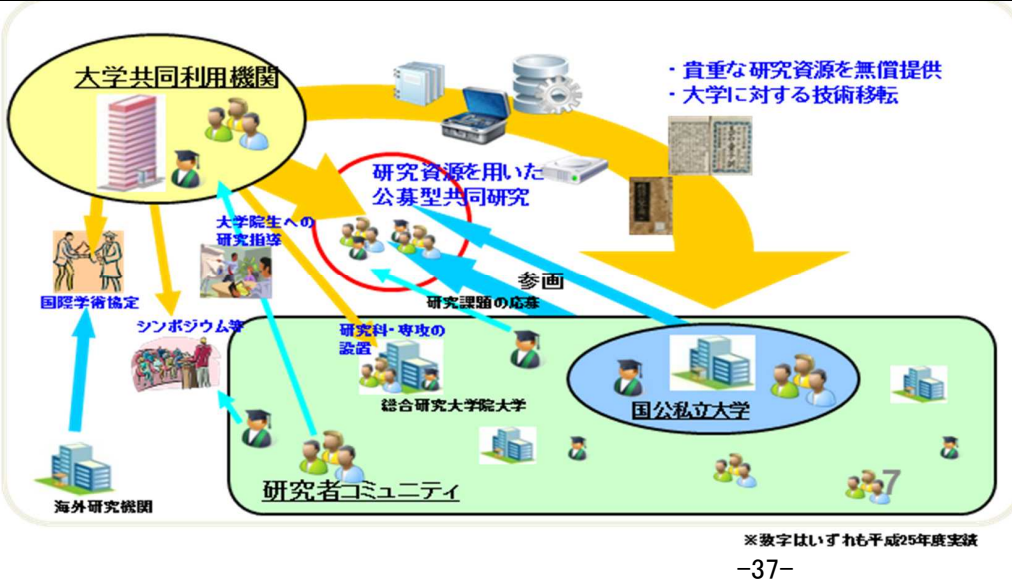 大学共同利用機関
・貴重な研究資源を無償提供
・大学に対する技術移転
研究資源を用いた
公募型共同研究
大学院生への
研究指導
国際学術協定
参画
研究課題の応募
シンポジウム等
研究科・専攻の
設置
総合研究大学院大学
国公私立大学
海外研究機関
研究者コミュニティ
7
※数字はいずれも平成25年度実績
-37-